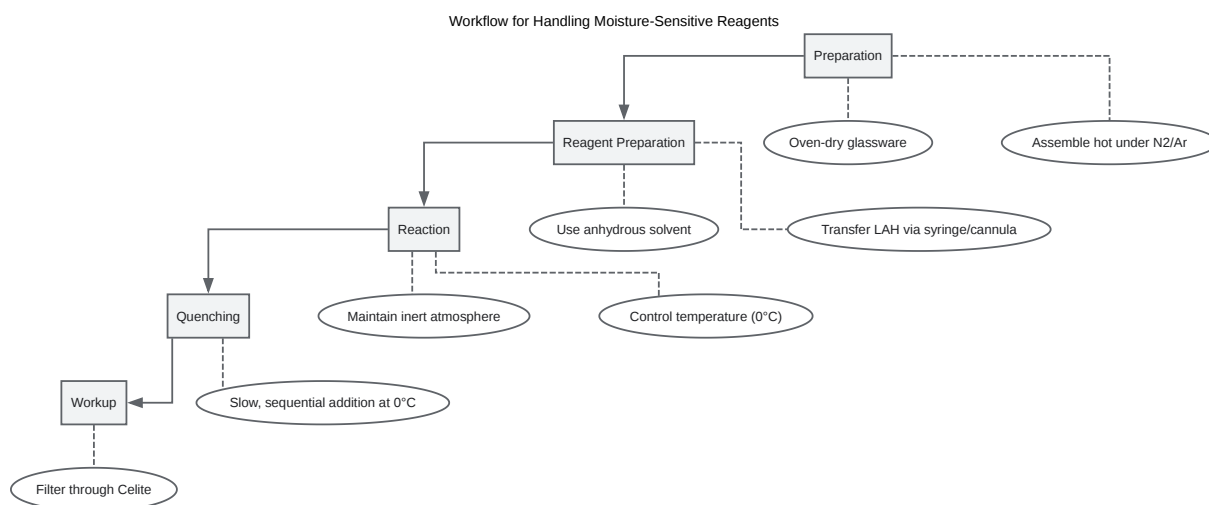 Workflow for Handling Moisture-Sensitive Reagents
Preparation
Oven-dry glassware
Assemble hot under N2/Ar
Reagent Preparation
Use anhydrous solvent
Transfer LAH via syringe/cannula
Reaction
Maintain inert atmosphere
Control temperature (0°C)
Quenching
Slow, sequential addition at 0°C
Workup
Filter through Celite